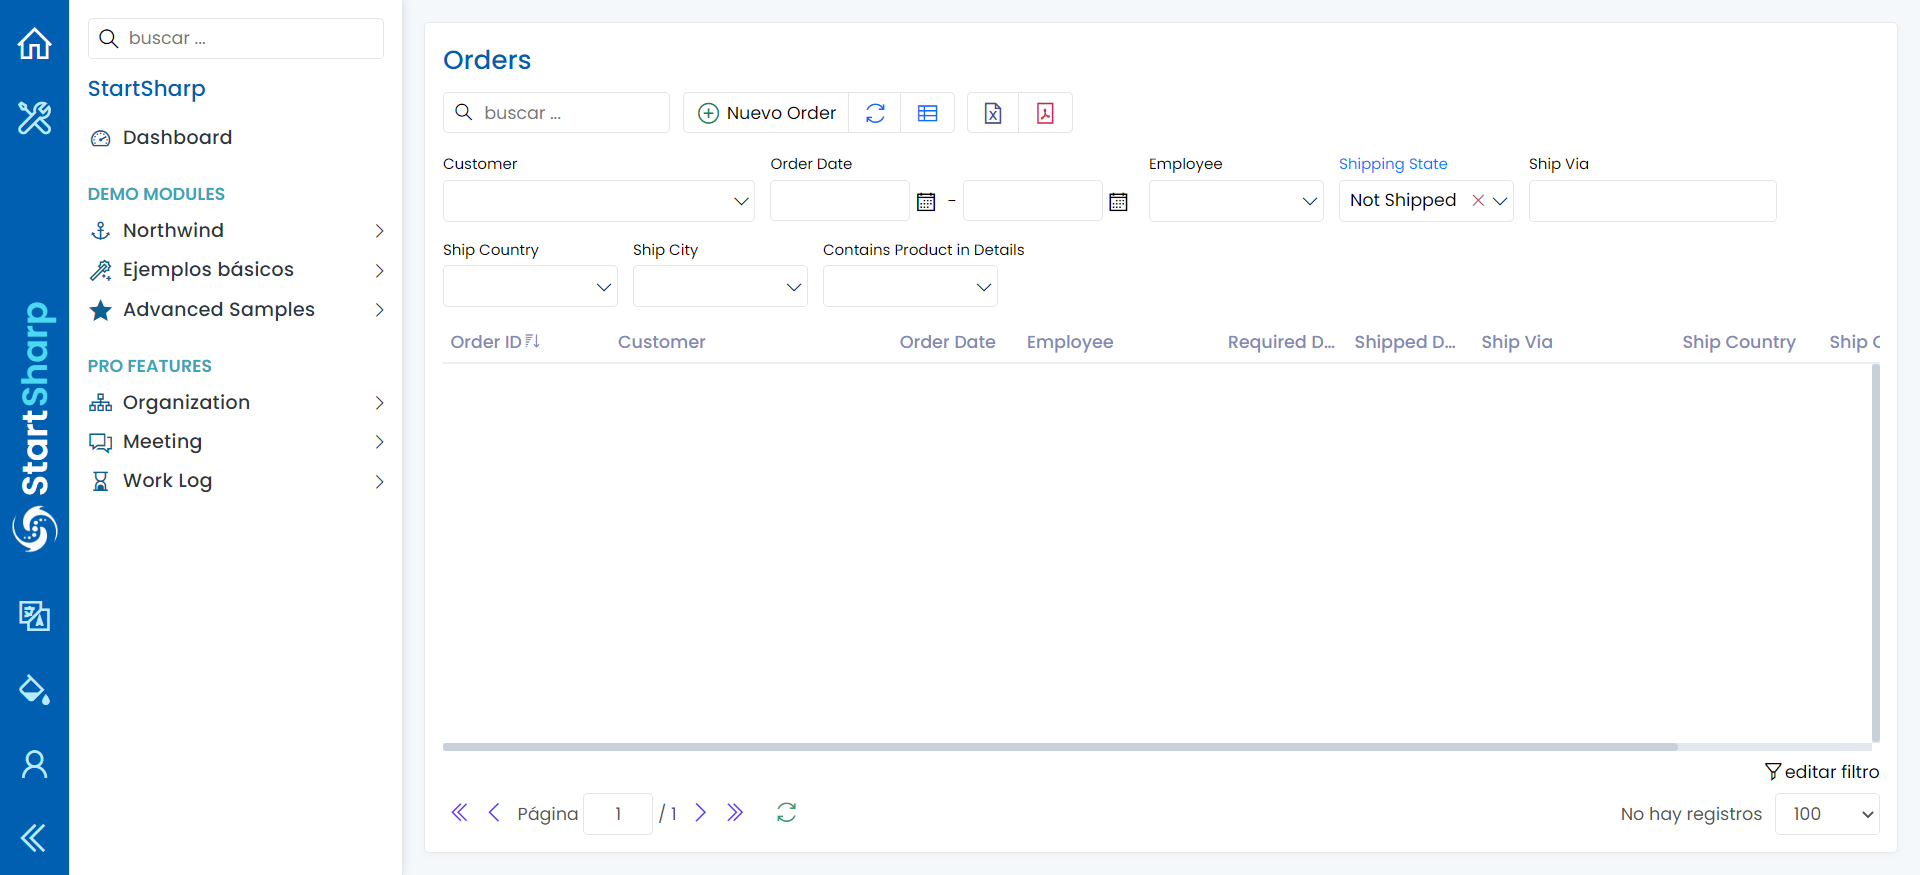 buscar ...
StartSharp
Dashboard
DEMO MODULES
Northwind
Ejemplos básicos
Advanced Samples
PRO FEATURES
Organization
Meeting
Work Log
StartSharp
Orders
buscar ...
Nuevo Order
Customer
Order Date
Employee
Shipping State
Ship Via
-
Not Shipped
Ship Country
Ship City
Contains Product in Details
Order ID
Customer
Order Date
Employee
Required D...
Shipped D...
Ship Via
Ship Country
Ship C
editar filtro
Página 1 / 1
No hay registros
100